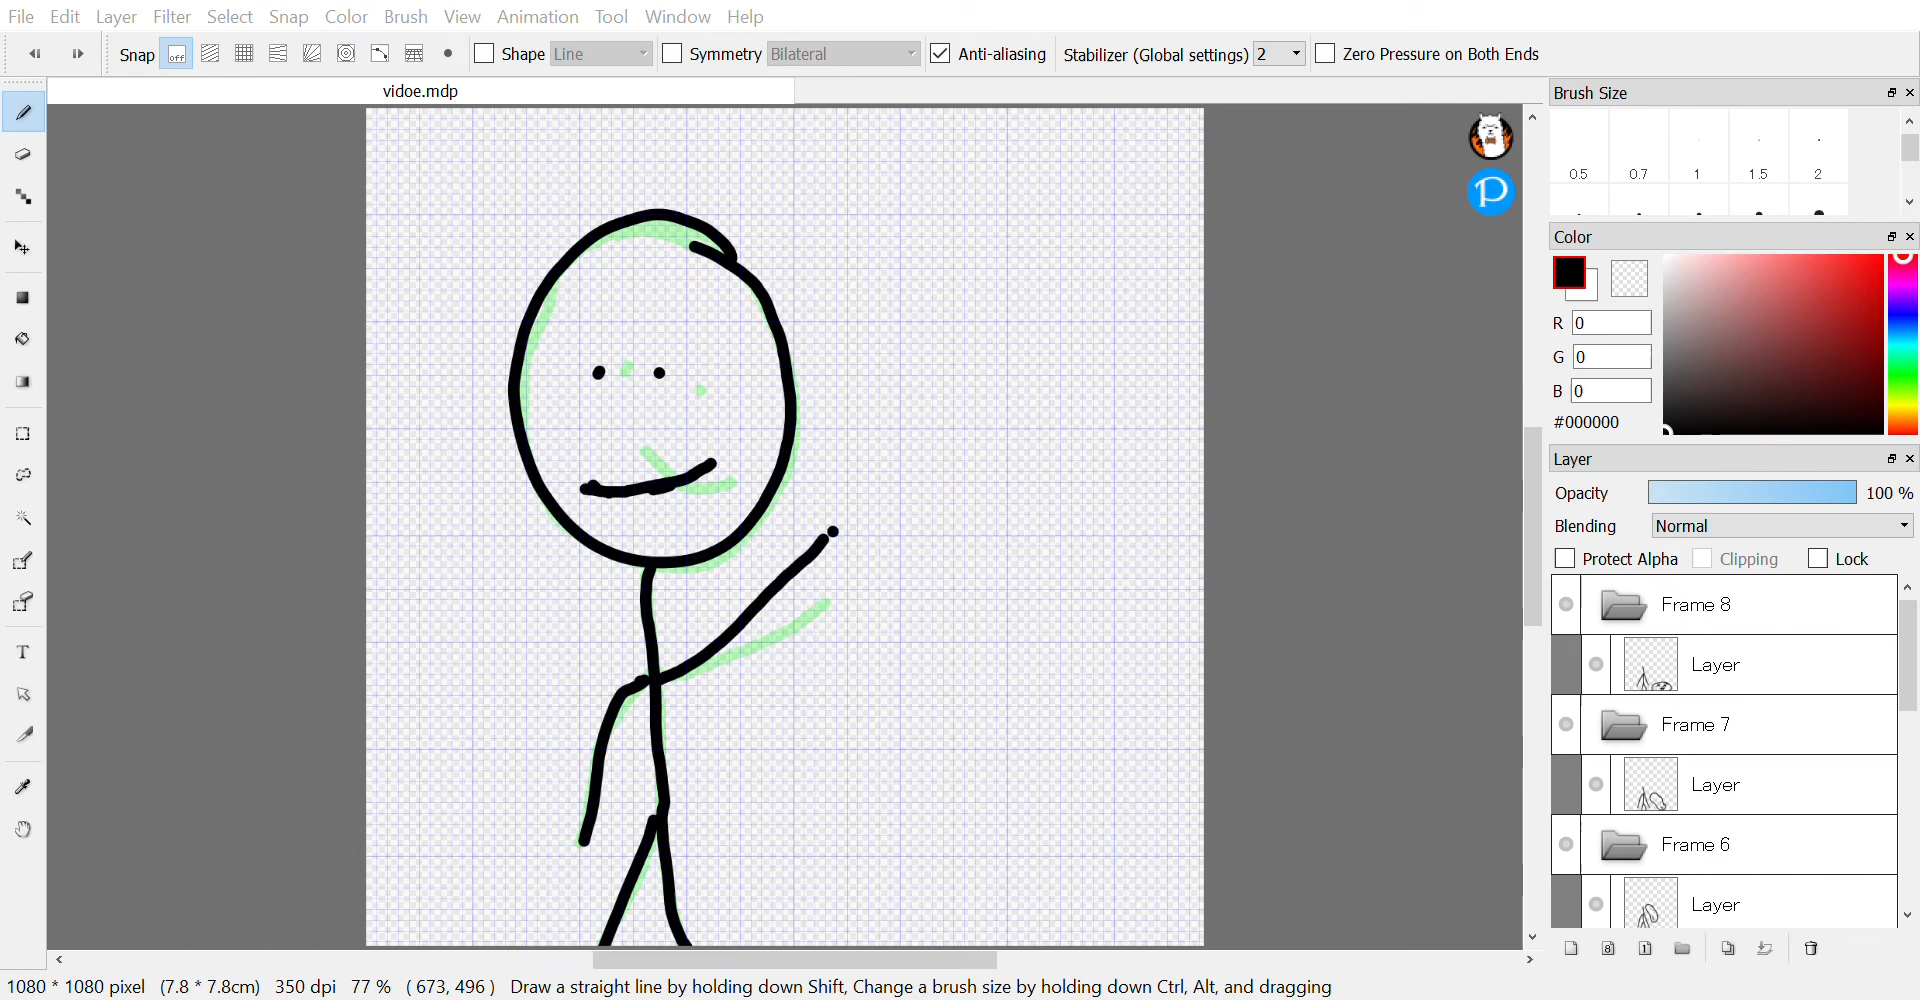 File Edit Layer Filter Select Snap Color Brush View Animation Tool Window Help
Snap off Shape Line Symmetry Bilateral Anti-aliasing Stabilizer (Global settings) 2 Zero Pressure on Both Ends
vidoe.mdp
Brush Size
0.5 0.7 1 1.5 2
P
Color
R 0
G 0
B 0
#000000
Layer
Opacity 100 %
Blending Normal
Protect Alpha Clipping Lock
Frame 8
Layer
Frame 7
Layer
Frame 6
Layer
8 1
T
1080 * 1080 pixel (7.8 * 7.8cm) 350 dpi 77 % ( 673, 496 ) Draw a straight line by holding down Shift, Change a brush size by holding down Ctrl, Alt, and dragging